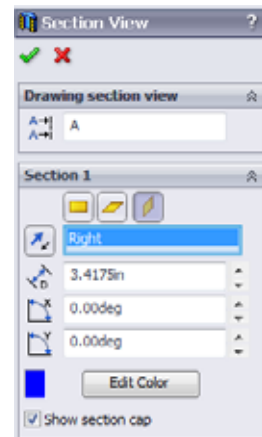 Section View ?
Drawing section view
A
A
A
Section 1
Right
D
3.4175in
X
0.00deg
Y
0.00deg
Edit Color
Show section cap